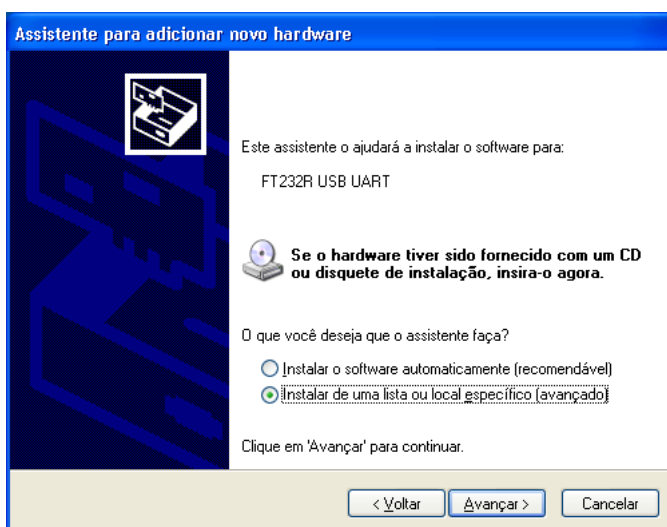 Assistente para adicionar novo hardware
Este assistente o ajudará a instalar o software para:
FT232R USB UART
Se o hardware tiver sido fornecido com um CD
ou disquete de instalação, insira-o agora.
O que você deseja que o assistente faça?
Instalar o software automaticamente (recomendável)
Instalar de uma lista ou local específico (avançado)
Clique em 'Avançar' para continuar.
< Voltar Avançar > Cancelar